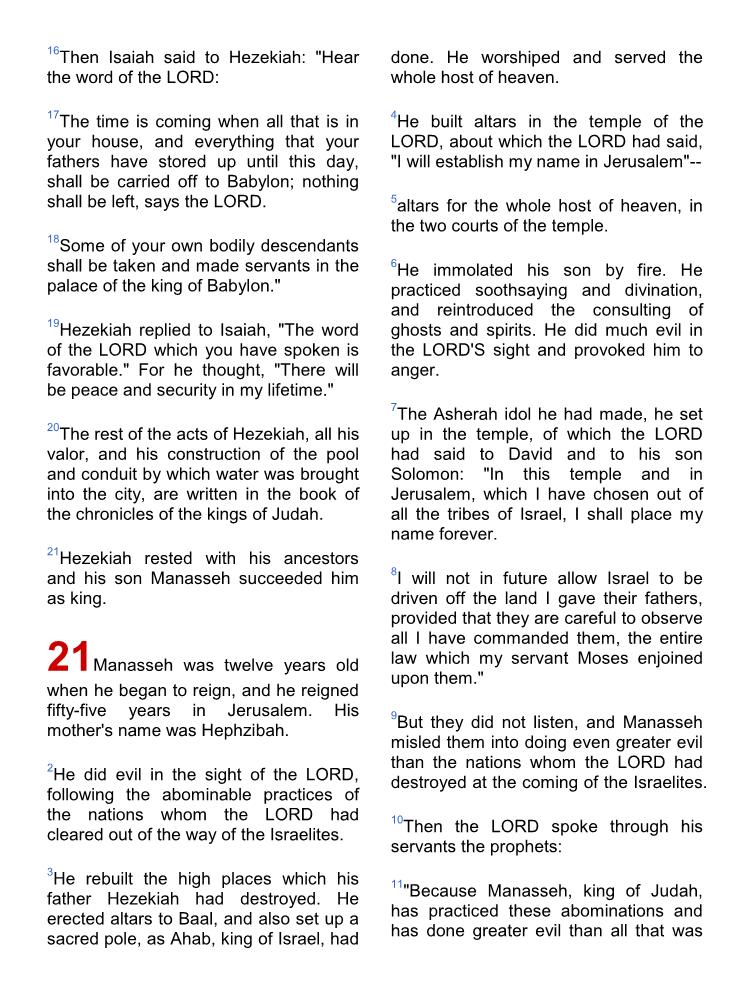 16Then Isaiah said to Hezekiah: "Hear
the word of the LORD:
17The time is coming when all that is in
your house, and everything that your
fathers have stored up until this day,
shall be carried off to Babylon; nothing
shall be left, says the LORD.
18Some of your own bodily descendants
shall be taken and made servants in the
palace of the king of Babylon."
19Hezekiah replied to Isaiah, "The word
of the LORD which you have spoken is
favorable." For he thought, "There will
be peace and security in my lifetime."
20The rest of the acts of Hezekiah, all his
valor, and his construction of the pool
and conduit by which water was brought
into the city, are written in the book of
the chronicles of the kings of Judah.
21Hezekiah rested with his ancestors
and his son Manasseh succeeded him
as king.
21Manasseh was twelve years old
when he began to reign, and he reigned
fifty-five years in Jerusalem. His
mother's name was Hephzibah.
2He did evil in the sight of the LORD,
following the abominable practices of
the nations whom the LORD had
cleared out of the way of the Israelites.
3He rebuilt the high places which his
father Hezekiah had destroyed. He
erected altars to Baal, and also set up a
sacred pole, as Ahab, king of Israel, had
done. He worshiped and served the
whole host of heaven.
4He built altars in the temple of the
LORD, about which the LORD had said,
"I will establish my name in Jerusalem"--
5altars for the whole host of heaven, in
the two courts of the temple.
6He immolated his son by fire. He
practiced soothsaying and divination,
and reintroduced the consulting of
ghosts and spirits. He did much evil in
the LORD'S sight and provoked him to
anger.
7The Asherah idol he had made, he set
up in the temple, of which the LORD
had said to David and to his son
Solomon: "In this temple and in
Jerusalem, which I have chosen out of
all the tribes of Israel, I shall place my
name forever.
8I will not in future allow Israel to be
driven off the land I gave their fathers,
provided that they are careful to observe
all I have commanded them, the entire
law which my servant Moses enjoined
upon them."
9But they did not listen, and Manasseh
misled them into doing even greater evil
than the nations whom the LORD had
destroyed at the coming of the Israelites.
10Then the LORD spoke through his
servants the prophets:
11"Because Manasseh, king of Judah,
has practiced these abominations and
has done greater evil than all that was